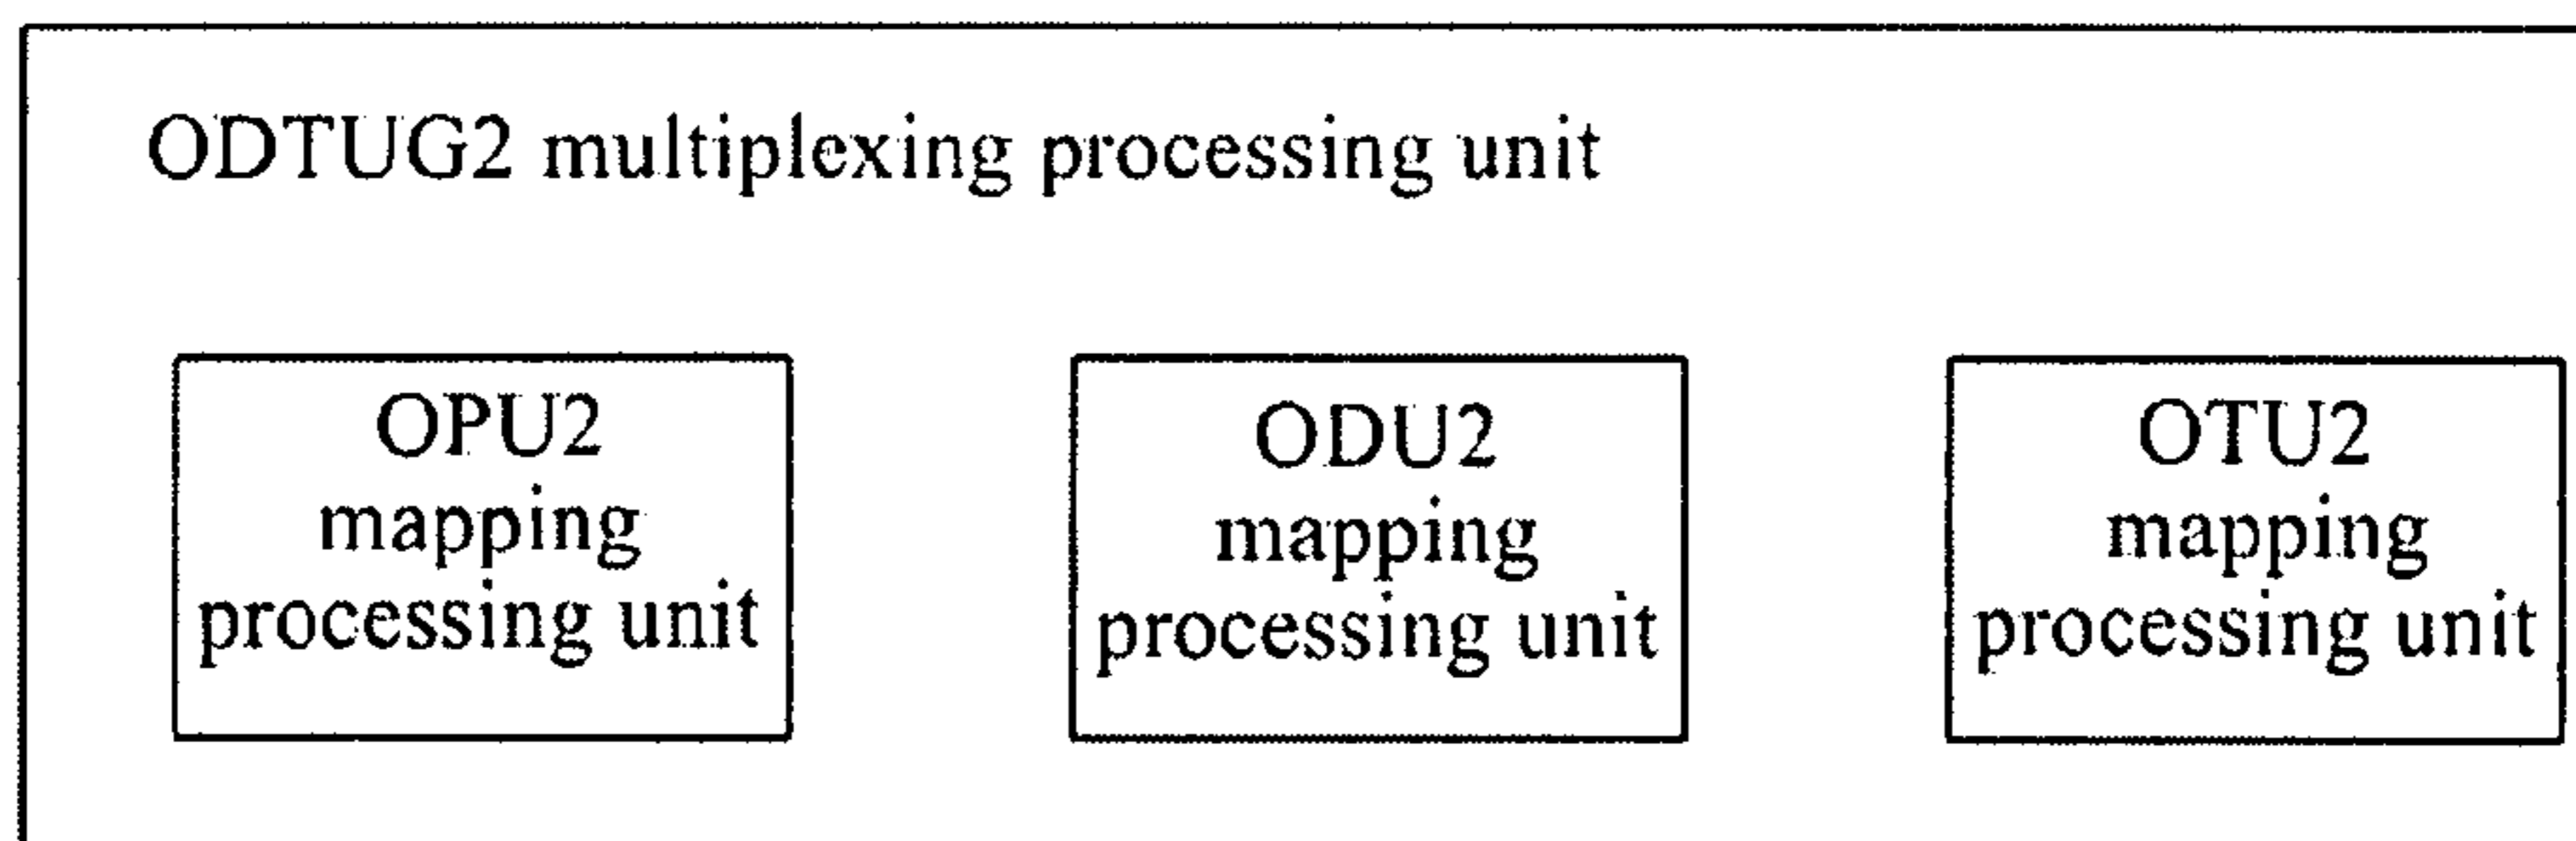 ODTUG2 multiplexing processing unit
OPU2
mapping
processing unit
ODU2
mapping
processing unit
OTU2
mapping
processing unit